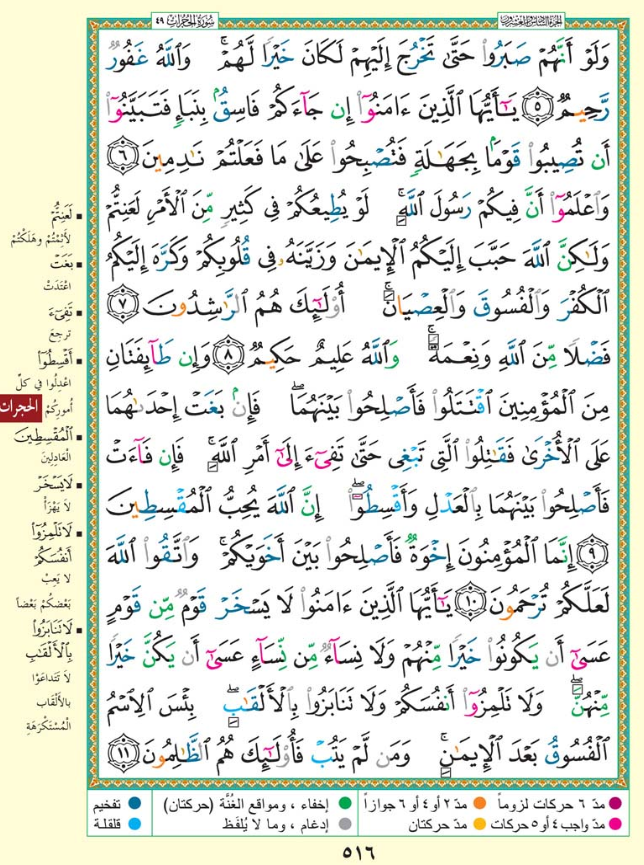 الجزء السادس والعشرون
سورة الحجرات ٤٩
وَلَوْ أَنَّهُمْ صَبَرُوا۟ حَتَّىٰ تَخْرُجَ إِلَيْهِمْ لَكَانَ خَيْرًا لَّهُمْ ۚ وَٱللَّهُ غَفُورٌ
رَّحِيمٌ ٥ يَـٰٓأَيُّهَا ٱلَّذِينَ ءَامَنُوٓا۟ إِن جَآءَكُمْ فَاسِقٌۢ بِنَبَإٍ فَتَبَيَّنُوٓا۟
أَن تُصِيبُوا۟ قَوْمًۢا بِجَهَـٰلَةٍ فَتُصْبِحُوا۟ عَلَىٰ مَا فَعَلْتُمْ نَـٰدِمِينَ ٦
وَٱعْلَمُوٓا۟ أَنَّ فِيكُمْ رَسُولَ ٱللَّهِ ۚ لَوْ يُطِيعُكُمْ فِى كَثِيرٍ مِّنَ ٱلْأَمْرِ لَعَنِتُّمْ
وَلَـٰكِنَّ ٱللَّهَ حَبَّبَ إِلَيْكُمُ ٱلْإِيمَـٰنَ وَزَيَّنَهُۥ فِى قُلُوبِكُمْ وَكَرَّهَ إِلَيْكُمُ
ٱلْكُفْرَ وَٱلْفُسُوقَ وَٱلْعِصْيَانَ ۚ أُو۟لَـٰٓئِكَ هُمُ ٱلرَّٰشِدُونَ ٧
فَضْلًا مِّنَ ٱللَّهِ وَنِعْمَةً ۚ وَٱللَّهُ عَلِيمٌ حَكِيمٌ ٨ وَإِن طَآئِفَتَانِ
مِنَ ٱلْمُؤْمِنِينَ ٱقْتَتَلُوا۟ فَأَصْلِحُوا۟ بَيْنَهُمَا ۖ فَإِنۢ بَغَتْ إِحْدَىٰهُمَا
عَلَى ٱلْأُخْرَىٰ فَقَـٰتِلُوا۟ ٱلَّتِى تَبْغِى حَتَّىٰ تَفِىٓءَ إِلَىٰٓ أَمْرِ ٱللَّهِ ۚ فَإِن فَآءَتْ
فَأَصْلِحُوا۟ بَيْنَهُمَا بِٱلْعَدْلِ وَأَقْسِطُوٓا۟ ۖ إِنَّ ٱللَّهَ يُحِبُّ ٱلْمُقْسِطِينَ
٩ إِنَّمَا ٱلْمُؤْمِنُونَ إِخْوَةٌ فَأَصْلِحُوا۟ بَيْنَ أَخَوَيْكُمْ ۚ وَٱتَّقُوا۟ ٱللَّهَ
لَعَلَّكُمْ تُرْحَمُونَ ١٠ يَـٰٓأَيُّهَا ٱلَّذِينَ ءَامَنُوا۟ لَا يَسْخَرْ قَوْمٌ مِّن قَوْمٍ
عَسَىٰٓ أَن يَكُونُوا۟ خَيْرًا مِّنْهُمْ وَلَا نِسَآءٌ مِّن نِّسَآءٍ عَسَىٰٓ أَن يَكُنَّ خَيْرًا
مِّنْهُنَّ ۖ وَلَا تَلْمِزُوٓا۟ أَنفُسَكُمْ وَلَا تَنَابَزُوا۟ بِٱلْأَلْقَـٰبِ ۖ بِئْسَ ٱلِٱسْمُ
ٱلْفُسُوقُ بَعْدَ ٱلْإِيمَـٰنِ ۚ وَمَن لَّمْ يَتُبْ فَأُو۟لَـٰٓئِكَ هُمُ ٱلظَّـٰلِمُونَ ١١
لَعَنِتُّمْ
لَأَثِمْتُمْ وهَلَكْتُمْ
بَغَتْ
اعْتَدَتْ
تَفِىٓءَ
ترجِعَ
أَقْسِطُوٓا۟
اعْدِلُوا في كلِّ
أُمورِكُمْ
الحجرات
ٱلْمُقْسِطِينَ
العَادِلِينَ
لَا يَسْخَرْ
لَا يَهْزَأْ
لَا تَلْمِزُوٓا۟
أَنفُسَكُمْ
لا يَعِبْ
بَعْضُكُمْ بَعْضاً
لَا تَنَابَزُوا۟
بِٱلْأَلْقَـٰبِ
لا تَتَداعَوْا
بالألقابِ
المُسْتَكْرَهَةِ
مدّ ٦ حركات لزوماً
مدّ ٢ أو ٤ أو ٦ جوازاً
إخفاء ، ومواقع الغُنَّة (حركتان)
تفخيم
مدّ واجب ٤ أو ٥ حركات
مدّ حركتان
إدغام ، وما لا يُلفَظ
قلقلة
٥١٦